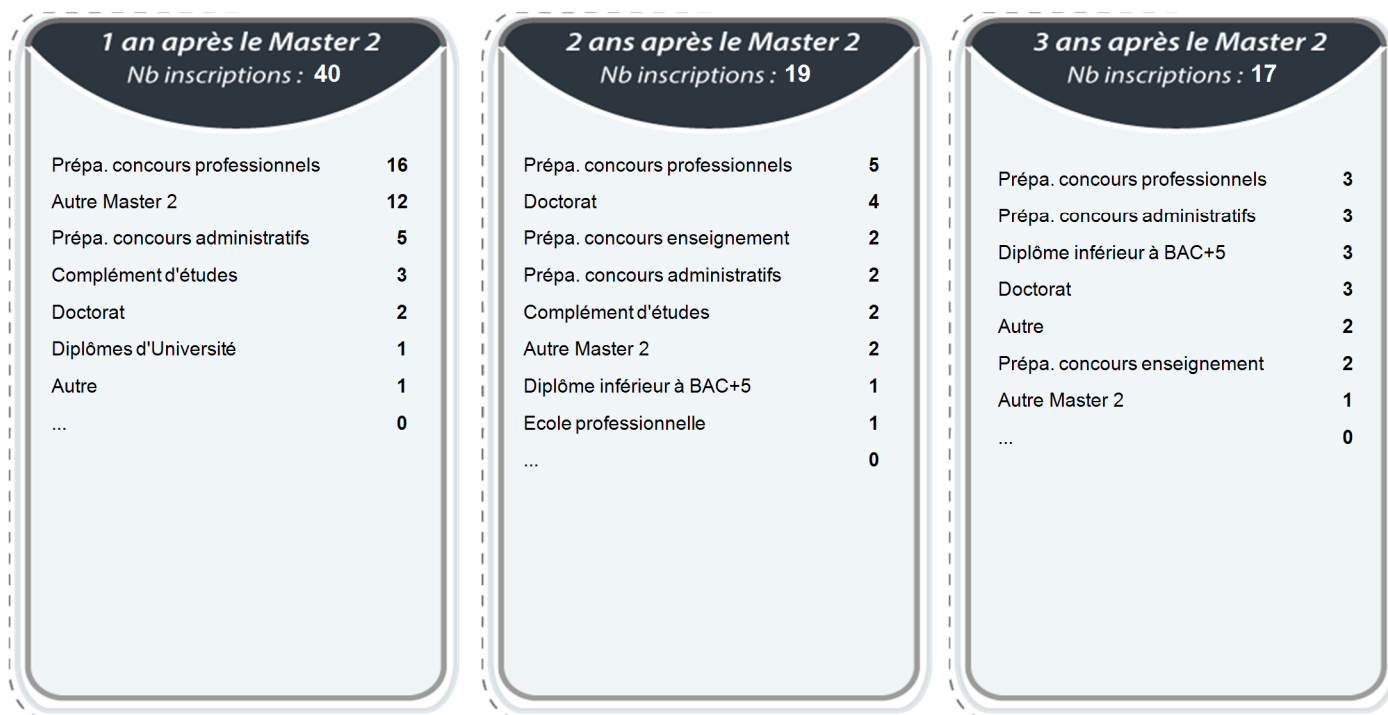 1 an après le Master 2
Nb inscriptions : 40
Prépa. concours professionnels 16
Autre Master 2 12
Prépa. concours administratifs 5
Complément d'études 3
Doctorat 2
Diplômes d'Université 1
Autre 1
... 0
2 ans après le Master 2
Nb inscriptions : 19
Prépa. concours professionnels 5
Doctorat 4
Prépa. concours enseignement 2
Prépa. concours administratifs 2
Complément d'études 2
Autre Master 2 2
Diplôme inférieur à BAC+5 1
Ecole professionnelle 1
... 0
3 ans après le Master 2
Nb inscriptions : 17
Prépa. concours professionnels 3
Prépa. concours administratifs 3
Diplôme inférieur à BAC+5 3
Doctorat 3
Autre 2
Prépa. concours enseignement 2
Autre Master 2 1
... 0